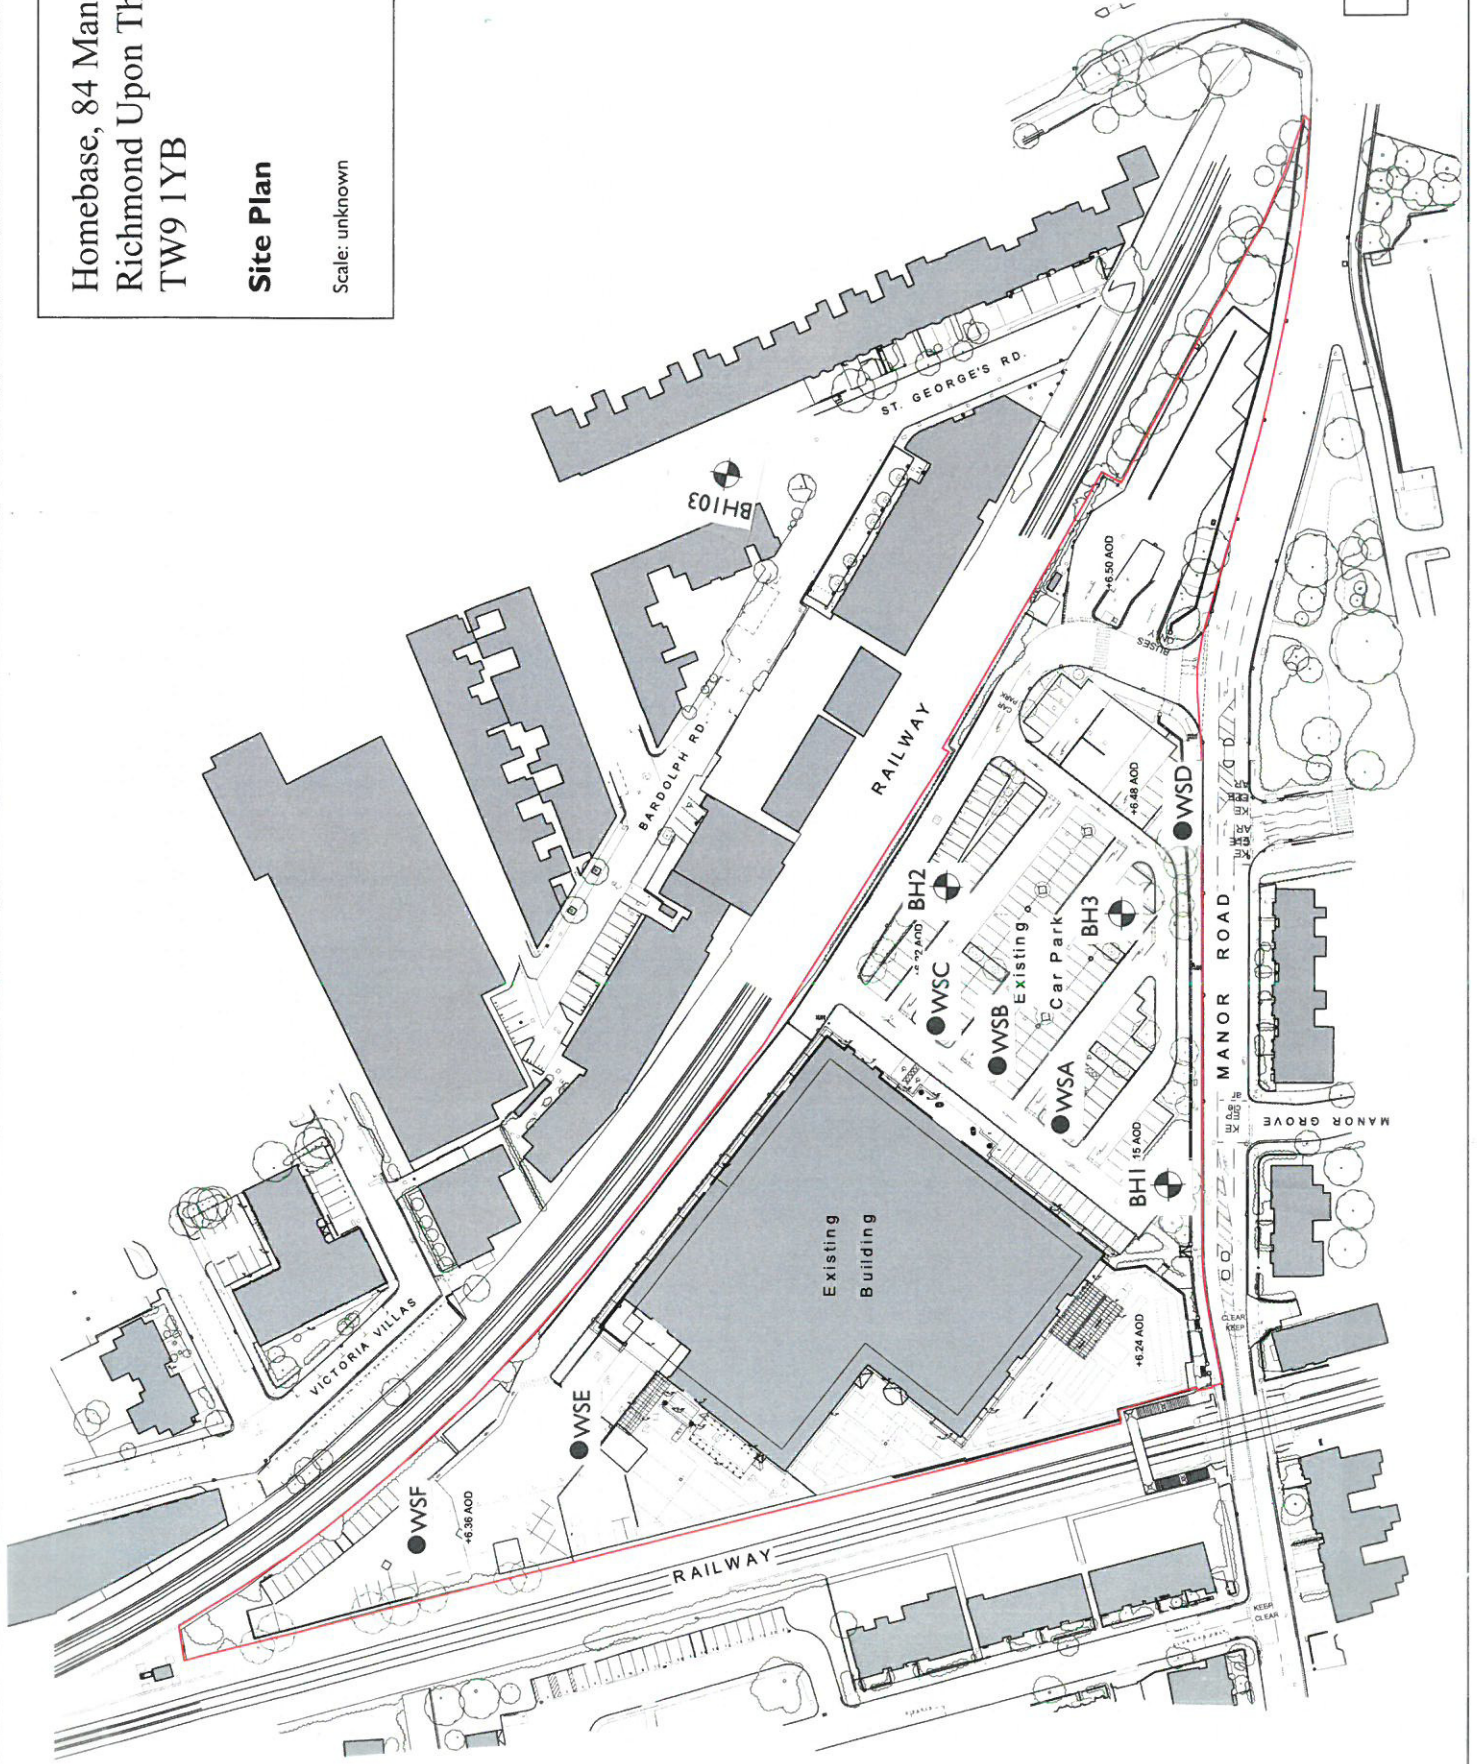 Homebase, 84 Man
Richmond Upon Th
TW9 1YB
Site Plan
Scale: unknown
ST. GEORGE'S RD.
BH103
BARDOLPH RD.
RAILWAY
+6.50 AOD
BUSES
ONLY
CAR
PARK
+6.48 AOD
WSD
BH2
BH3
WSC
WSB
WSA
Existing
Car Park
BH1
15 AOD
MANOR ROAD
MANOR GROVE
Existing
Building
+6.24 AOD
CLEAR
KEEP
VICTORIA VILLAS
WSE
WSF
+6.36 AOD
RAILWAY
KEEP
CLEAR